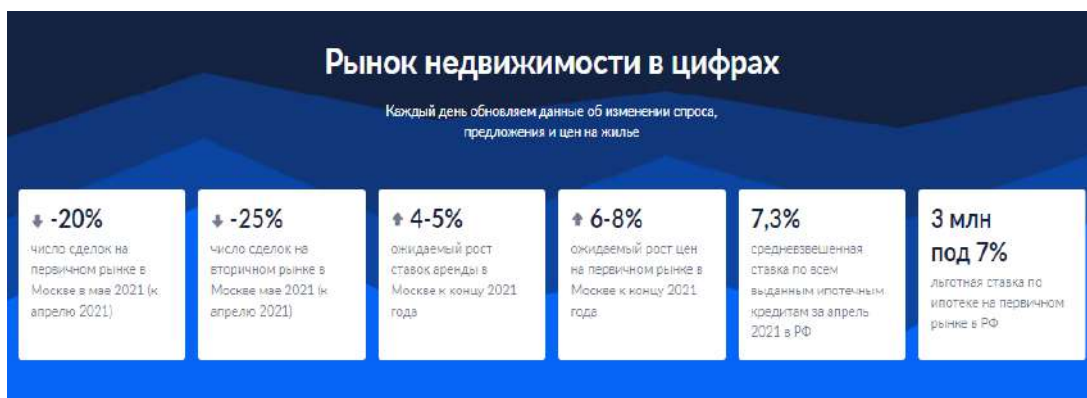 Рынок недвижимости в цифрах
Каждый день обновляем данные об изменении спроса,
предложения и цен на жилье
-20%
число сделок на
первичном рынке в
Москве в мае 2021 (к
апрелю 2021)
-25%
число сделок на
вторичном рынке в
Москве мае 2021 (к
апрелю 2021)
4-5%
ожидаемый рост
ставок аренды в
Москве к концу 2021
года
6-8%
ожидаемый рост цен
на первичном рынке в
Москве к концу 2021
года
7,3%
средневзвешенная
ставка по всем
выданным ипотечным
кредитам за апрель
2021 в РФ
3 млн
под 7%
льготная ставка по
ипотеке на первичном
рынке в РФ